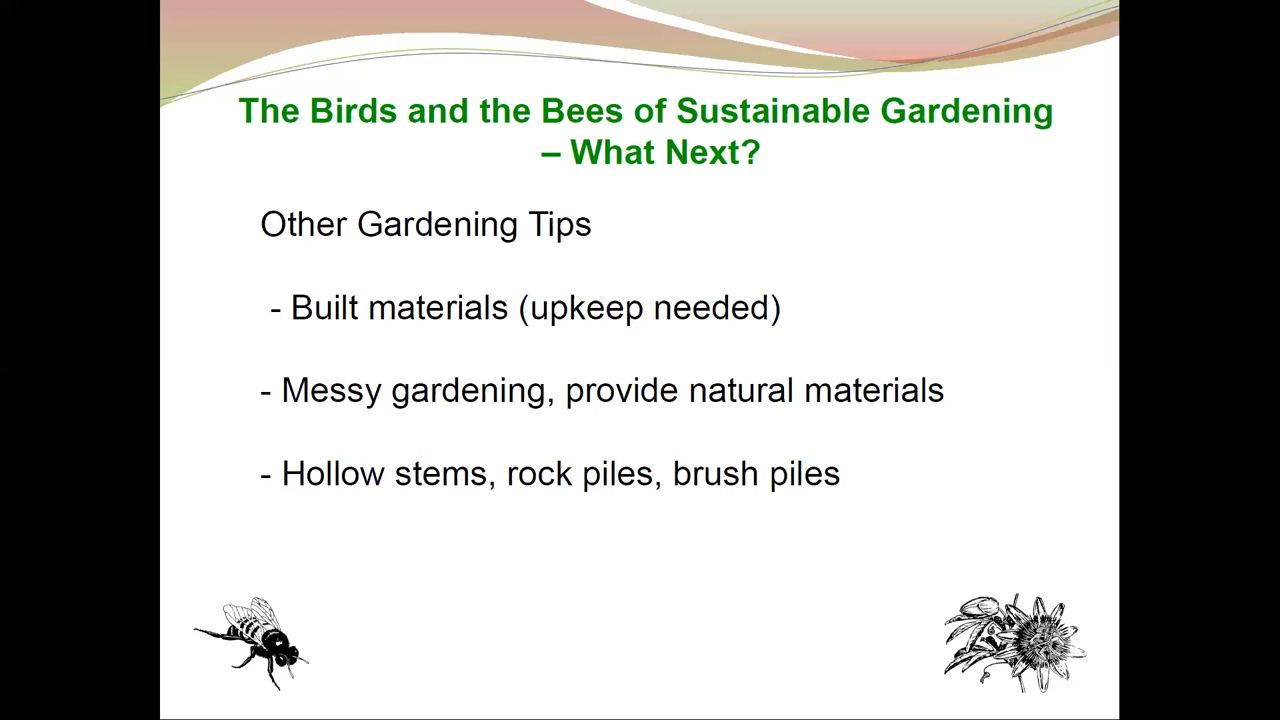 The Birds and the Bees of Sustainable Gardening
– What Next?
Other Gardening Tips
- Built materials (upkeep needed)
- Messy gardening, provide natural materials
- Hollow stems, rock piles, brush piles